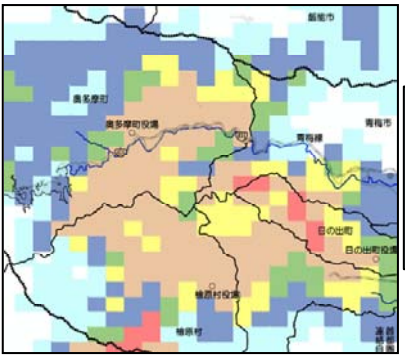 飯能市
奥多摩町
奥多摩町役場
青梅市
青梅線
日の出町
日の出町役場
檜原村役場
檜原村